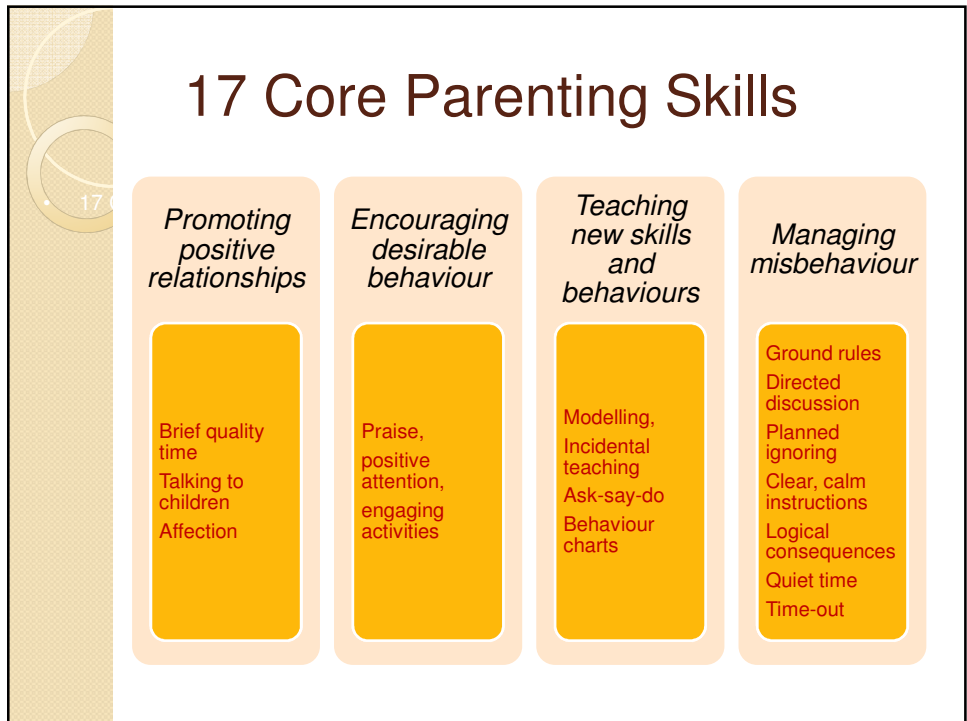 17 Core Parenting Skills
• 17
Promoting
positive
relationships
Brief quality
time
Talking to
children
Affection
Encouraging
desirable
behaviour
Praise,
positive
attention,
engaging
activities
Teaching
new skills
and
behaviours
Modelling,
Incidental
teaching
Ask-say-do
Behaviour
charts
Managing
misbehaviour
Ground rules
Directed
discussion
Planned
ignoring
Clear, calm
instructions
Logical
consequences
Quiet time
Time-out